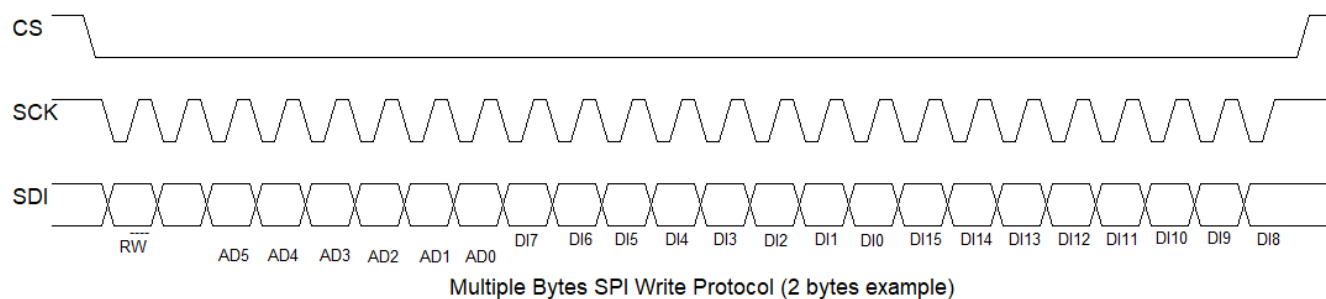 CS
SCK
SDI
RW
AD5 AD4 AD3 AD2 AD1 AD0 DI7 DI6 DI5 DI4 DI3 DI2 DI1 DI0 DI15 DI14 DI13 DI12 DI11 DI10 DI9 DI8
Multiple Bytes SPI Write Protocol (2 bytes example)